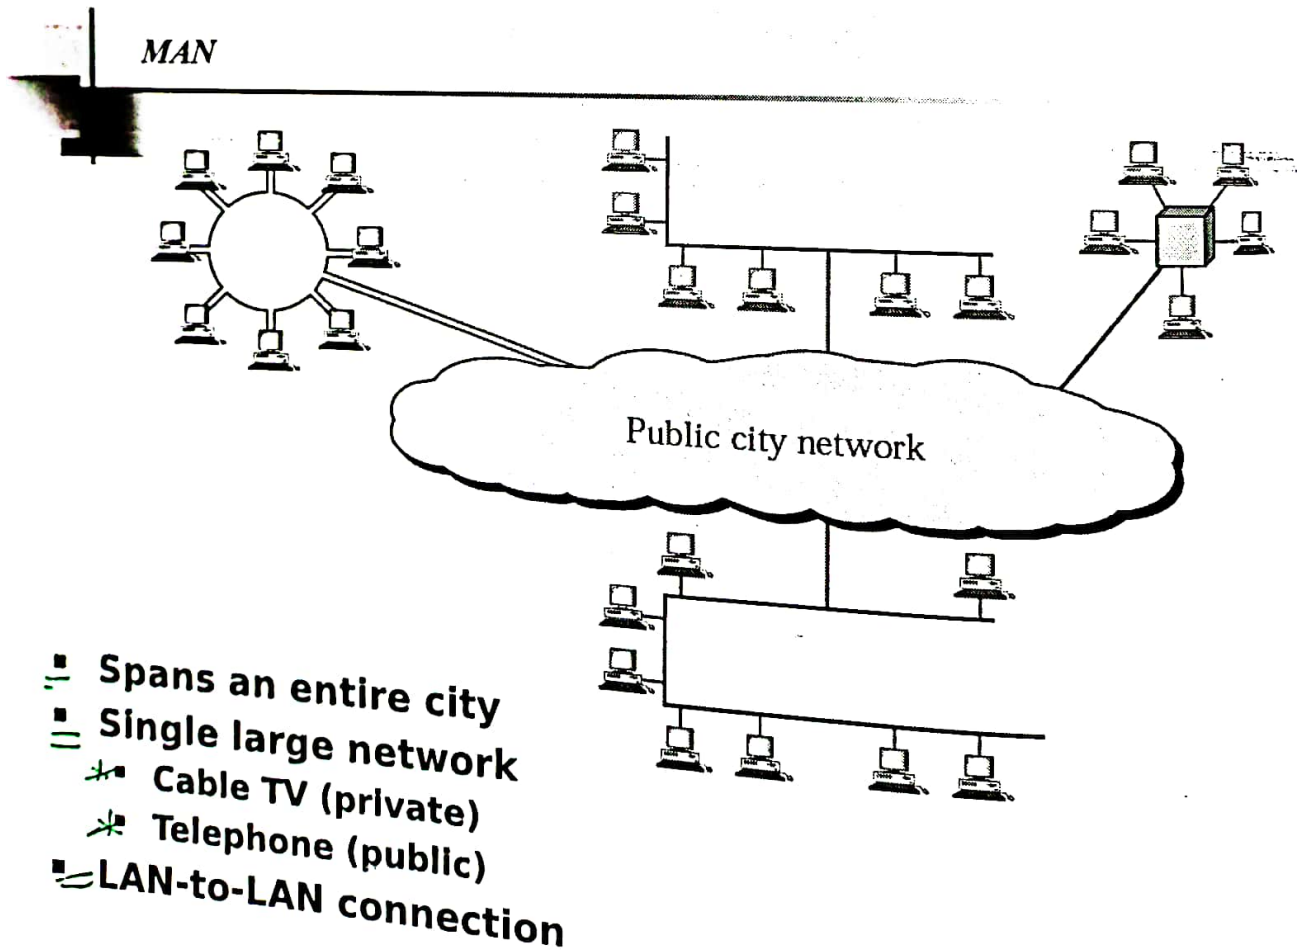 MAN
Public city network
Spans an entire city
Single large network
Cable TV (private)
Telephone (public)
LAN-to-LAN connection